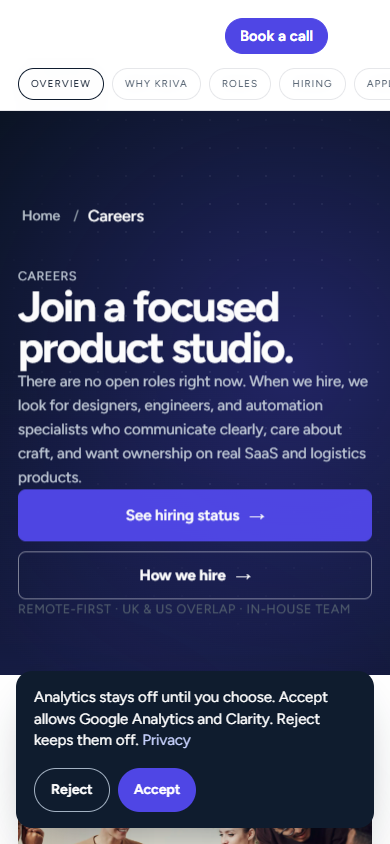 Book a call
OVERVIEW
WHY KRIVA
ROLES
HIRING
Home / Careers
CAREERS
Join a focused
product studio.
There are no open roles right now. When we hire, we
look for designers, engineers, and automation
specialists who communicate clearly, care about
craft, and want ownership on real SaaS and logistics
products.
See hiring status →
How we hire →
REMOTE-FIRST · UK & US OVERLAP · IN-HOUSE TEAM
Analytics stays off until you choose. Accept
allows Google Analytics and Clarity. Reject
keeps them off. Privacy
Reject
Accept